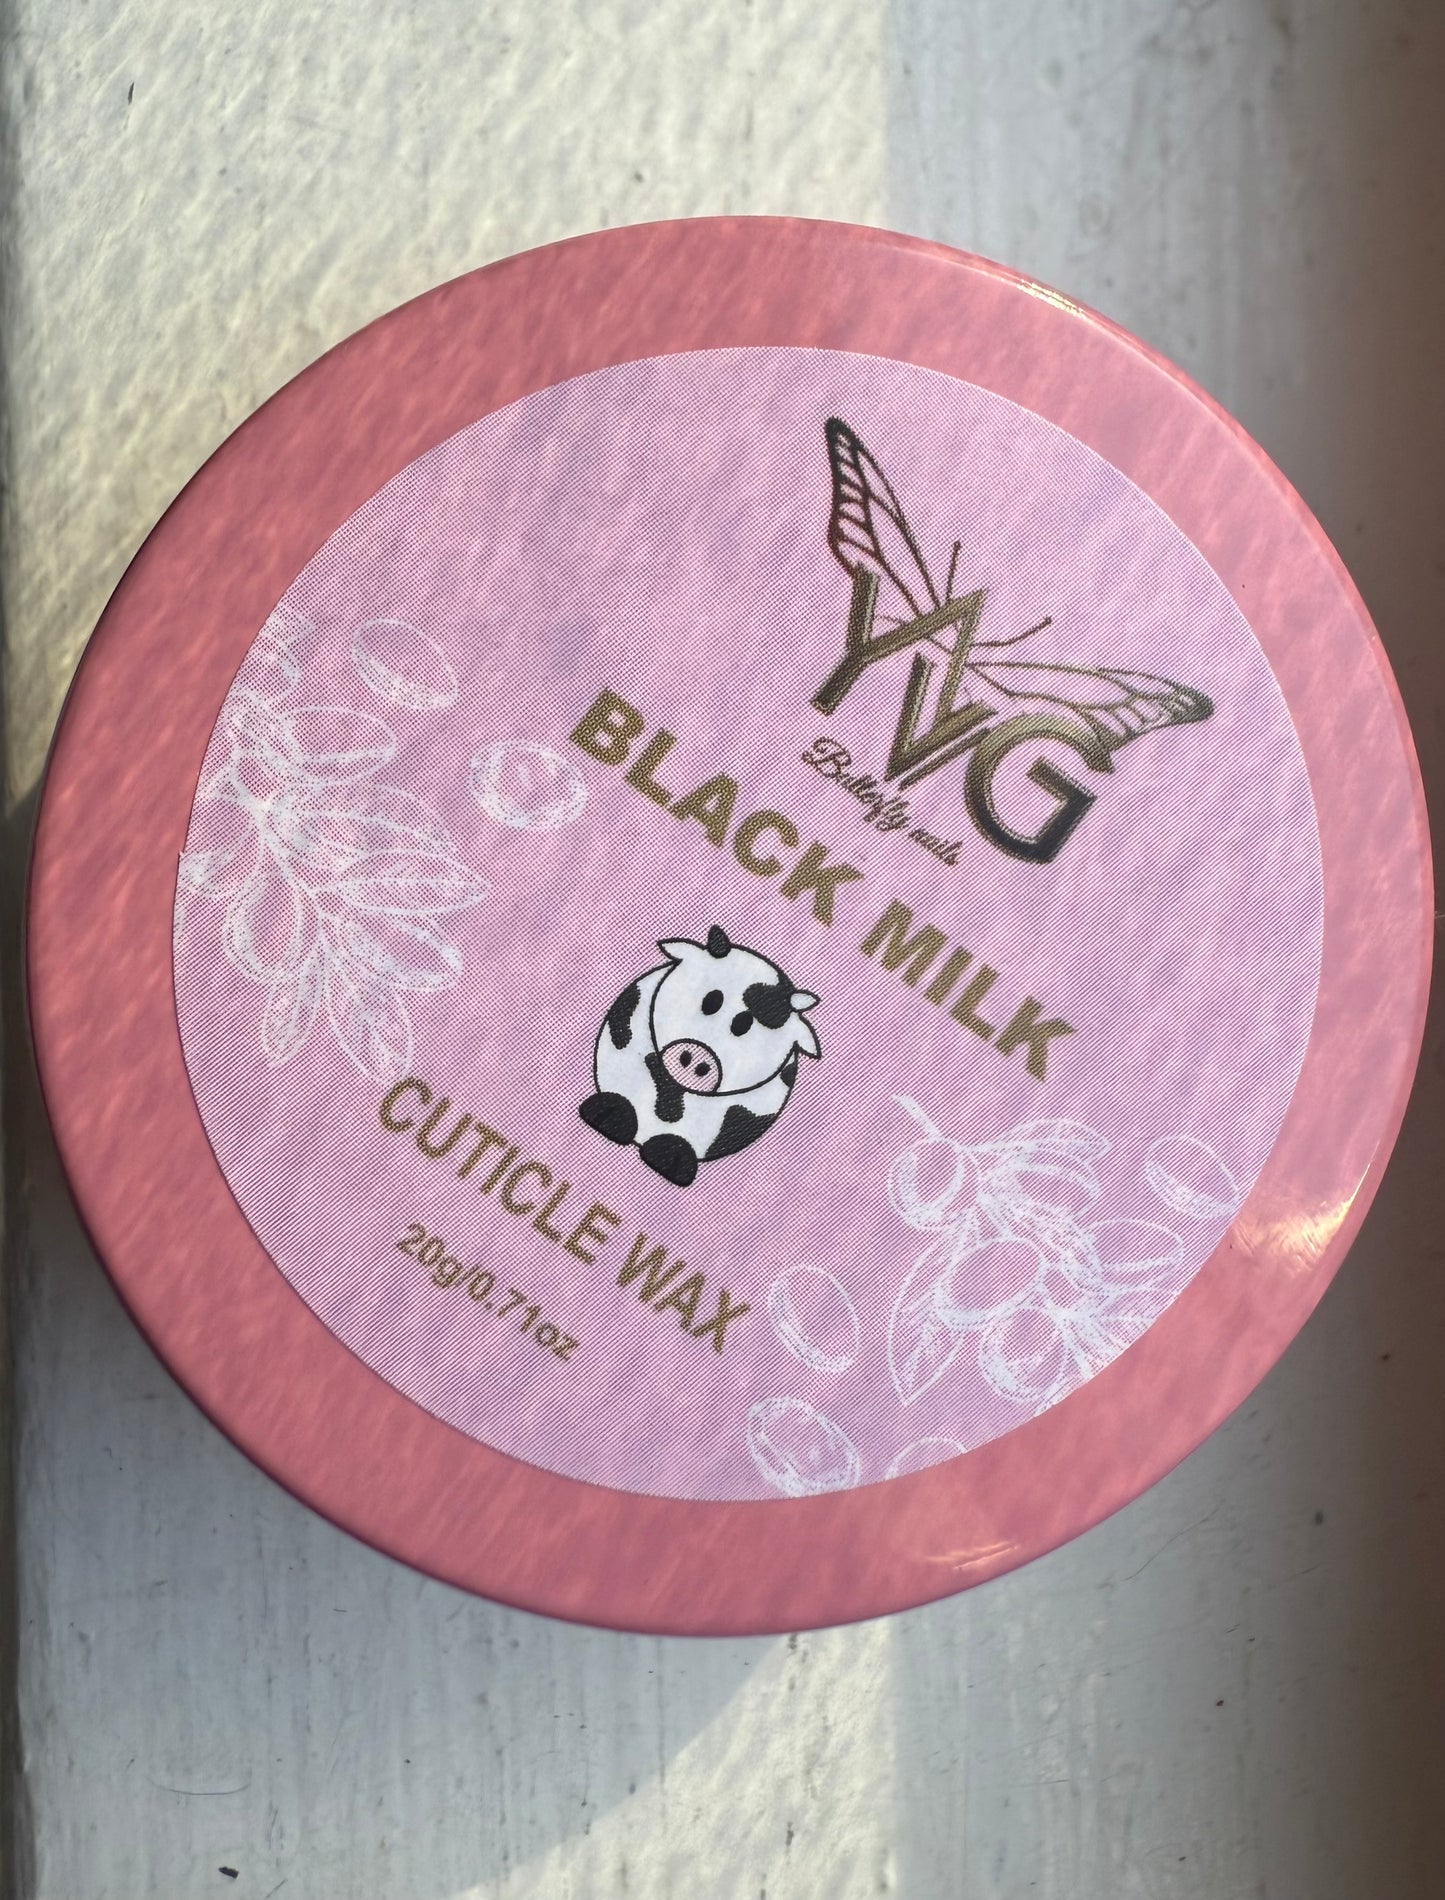 YVG
Butterfly nails
BLACK MILK
CUTICLE WAX
20g/0.71oz